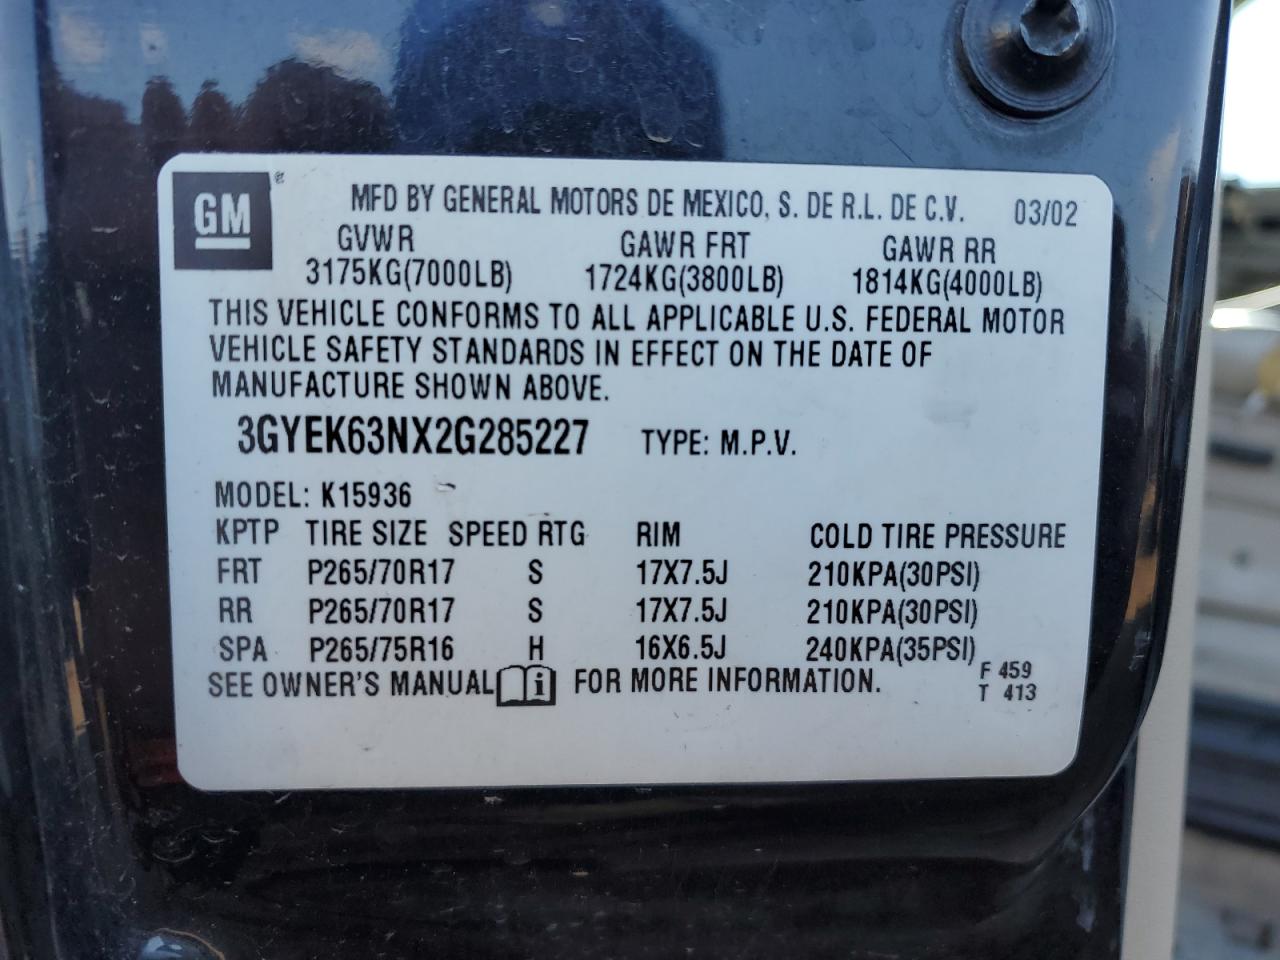 GM® MFD BY GENERAL MOTORS DE MEXICO, S. DE R.L. DE C.V. 03/02
GVWR GAWR FRT GAWR RR
3175KG(7000LB) 1724KG(3800LB) 1814KG(4000LB)
THIS VEHICLE CONFORMS TO ALL APPLICABLE U.S. FEDERAL MOTOR
VEHICLE SAFETY STANDARDS IN EFFECT ON THE DATE OF
MANUFACTURE SHOWN ABOVE.
3GYEK63NX2G285227 TYPE: M.P.V.
MODEL: K15936
KPTP TIRE SIZE SPEED RTG RIM COLD TIRE PRESSURE
FRT P265/70R17 S 17X7.5J 210KPA(30PSI)
RR P265/70R17 S 17X7.5J 210KPA(30PSI)
SPA P265/75R16 H 16X6.5J 240KPA(35PSI)
SEE OWNER'S MANUAL i FOR MORE INFORMATION. F 459
T 413